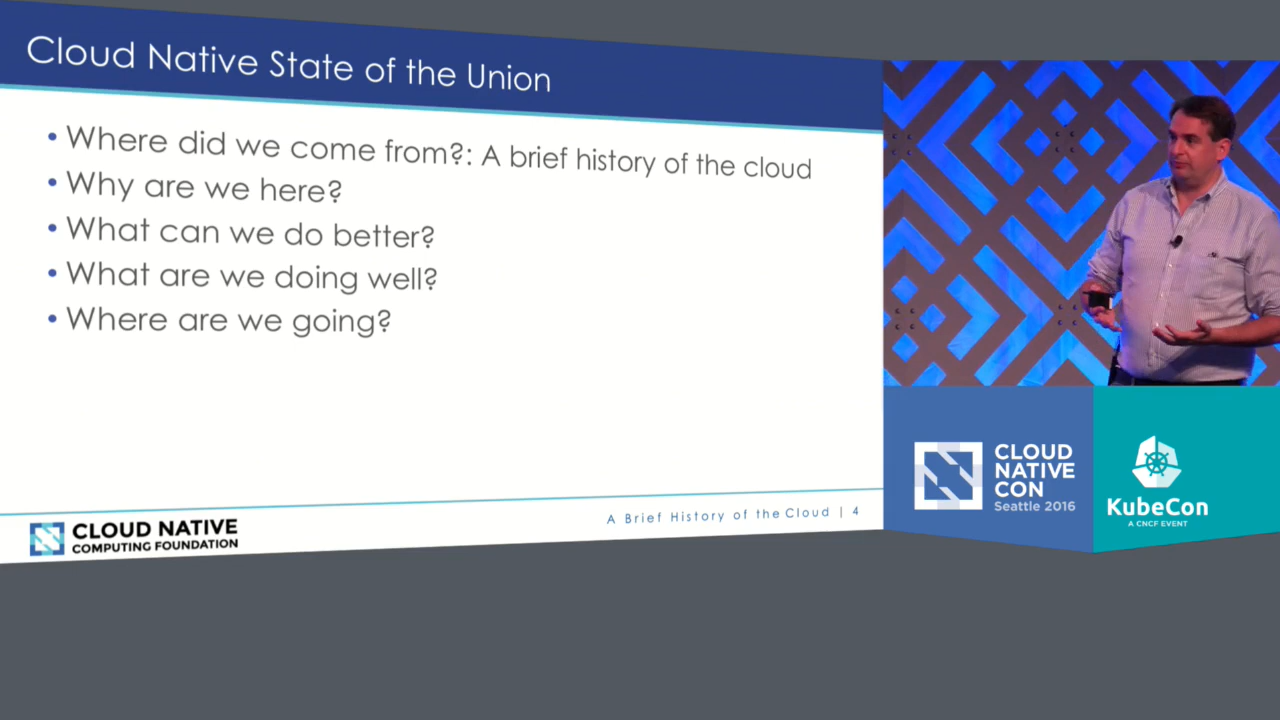 Cloud Native State of the Union
• Where did we come from?: A brief history of the cloud
• Why are we here?
• What can we do better?
• What are we doing well?
• Where are we going?
CLOUD NATIVE
COMPUTING FOUNDATION
A Brief History of the Cloud | 4
CLOUD
NATIVE
CON
Seattle 2016
KubeCon
A CNCF EVENT